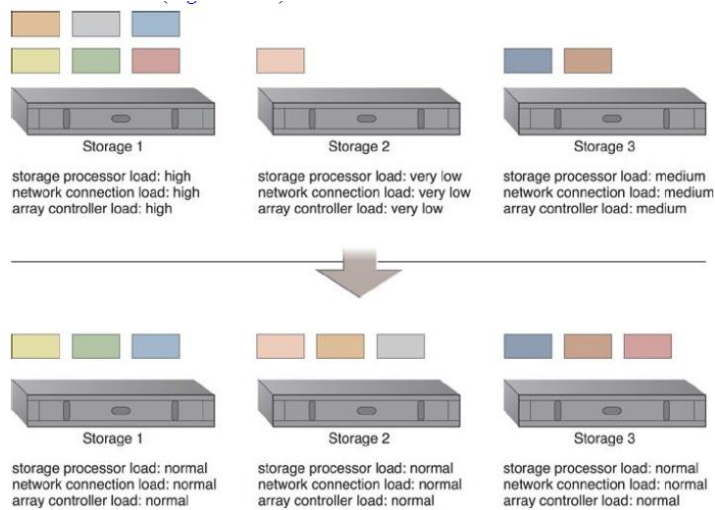 Storage 1
storage processor load: high
network connection load: high
array controller load: high
Storage 2
storage processor load: very low
network connection load: very low
array controller load: very low
Storage 3
storage processor load: medium
network connection load: medium
array controller load: medium
Storage 1
storage processor load: normal
network connection load: normal
array controller load: normal
Storage 2
storage processor load: normal
network connection load: normal
array controller load: normal
Storage 3
storage processor load: normal
network connection load: normal
array controller load: normal